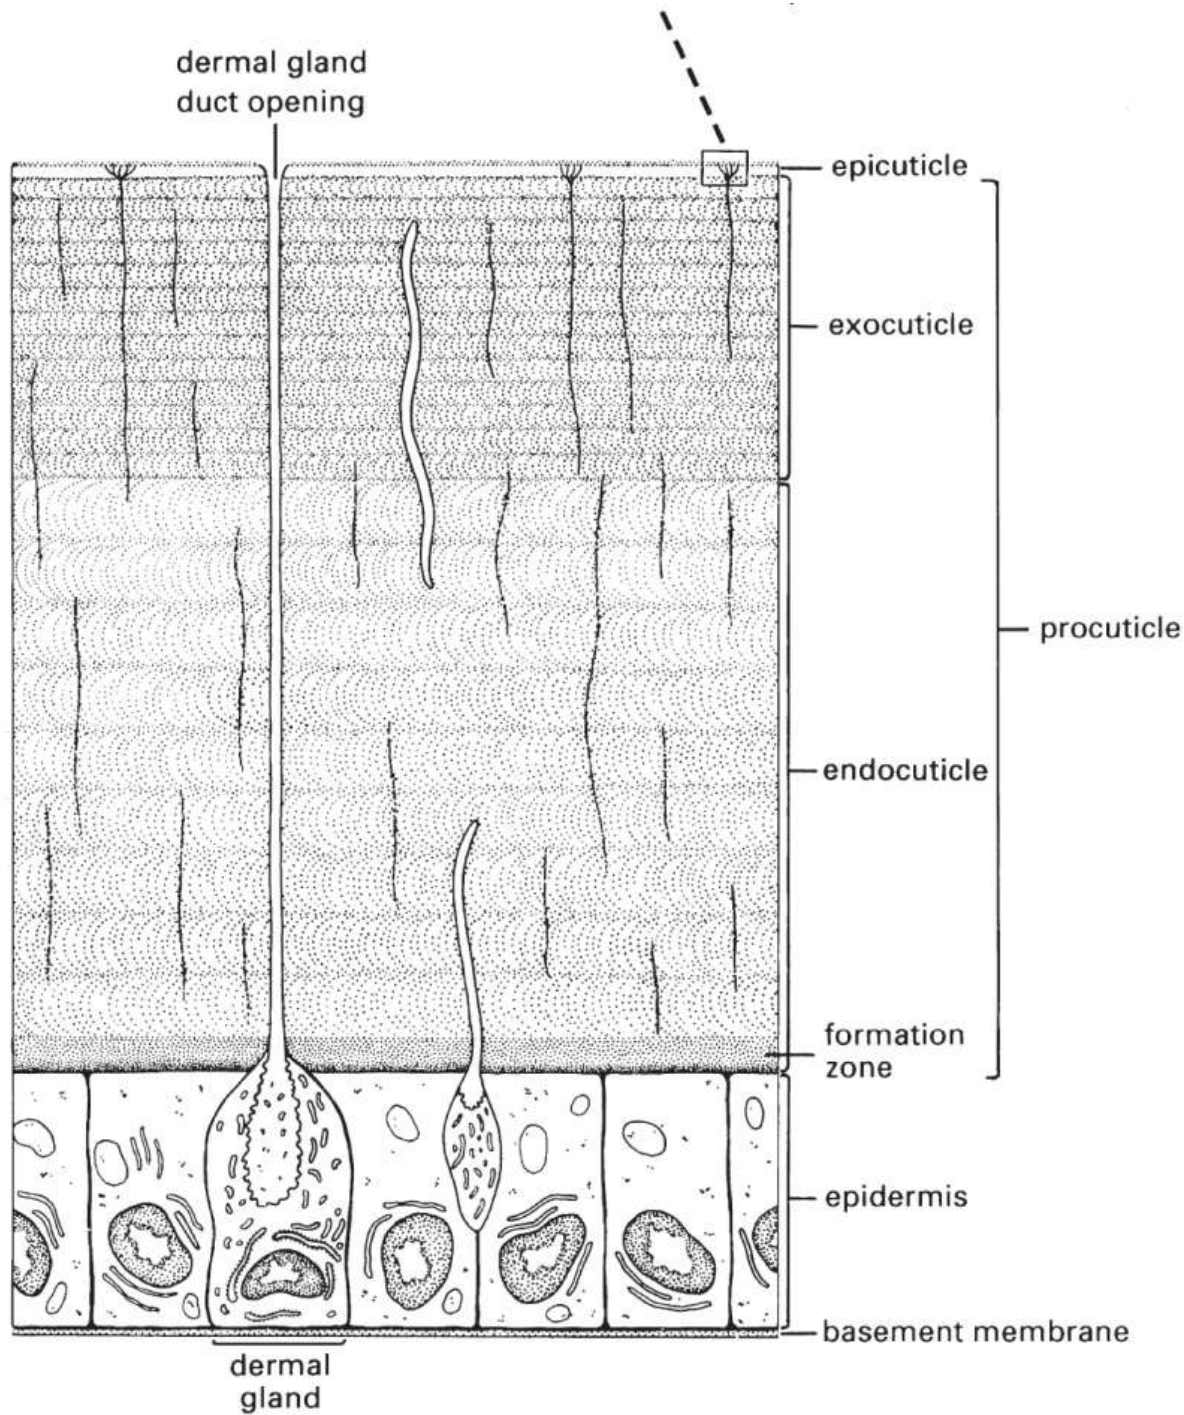 dermal gland
duct opening
epicuticle
exocuticle
procuticle
endocuticle
formation
zone
epidermis
basement membrane
dermal
gland